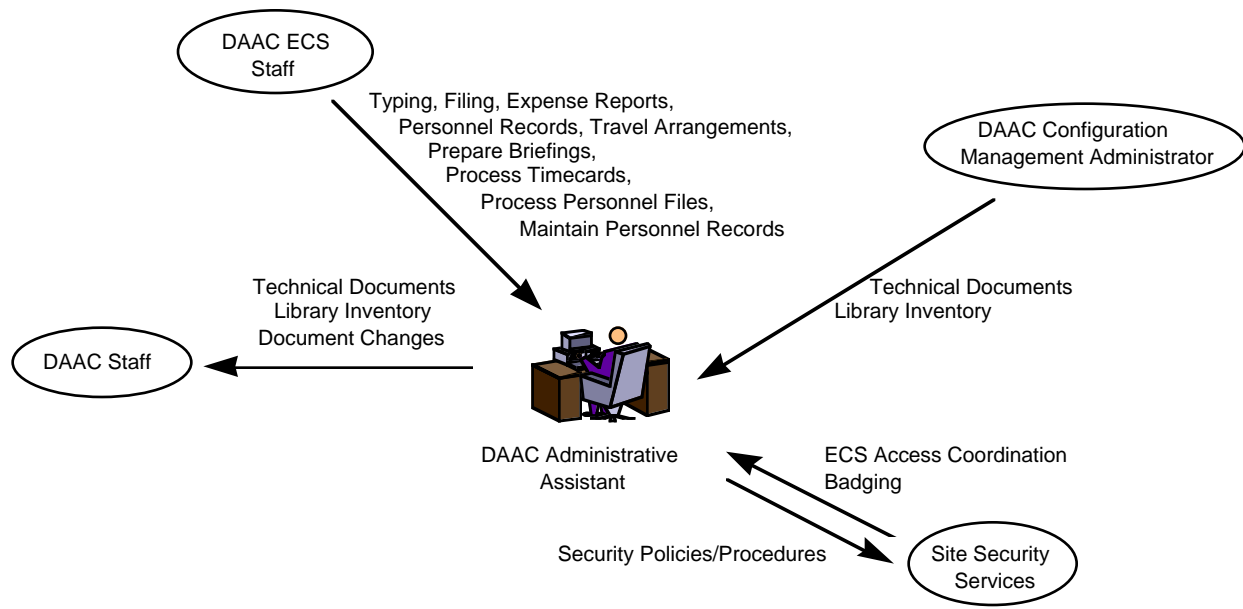 DAAC ECS
Staff
Typing, Filing, Expense Reports,
Personnel Records, Travel Arrangements,
Prepare Briefings,
Process Timecards,
Process Personnel Files,
Maintain Personnel Records
DAAC Configuration
Management Administrator
Technical Documents
Library Inventory
Document Changes
Technical Documents
Library Inventory
DAAC Staff
DAAC Administrative
Assistant
ECS Access Coordination
Badging
Security Policies/Procedures
Site Security
Services